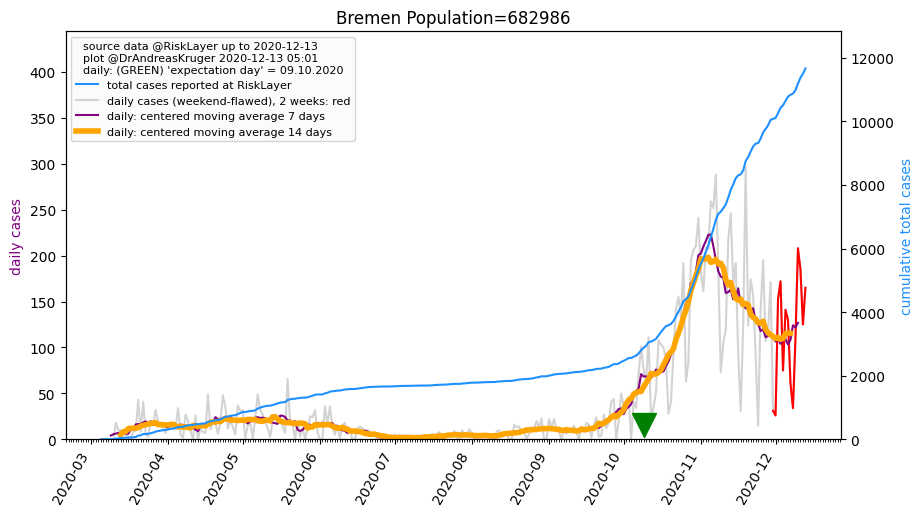 Bremen Population=682986
source data @RiskLayer up to 2020-12-13
plot @DrAndreasKruger 2020-12-13 05:01
daily: (GREEN) 'expectation day' = 09.10.2020
total cases reported at RiskLayer
daily cases (weekend-flawed), 2 weeks: red
daily: centered moving average 7 days
daily: centered moving average 14 days
daily cases
400
350
300
250
200
150
100
50
0
cumulative total cases
12000
10000
8000
6000
4000
2000
0
2020-03
2020-04
2020-05
2020-06
2020-07
2020-08
2020-09
2020-10
2020-11
2020-12